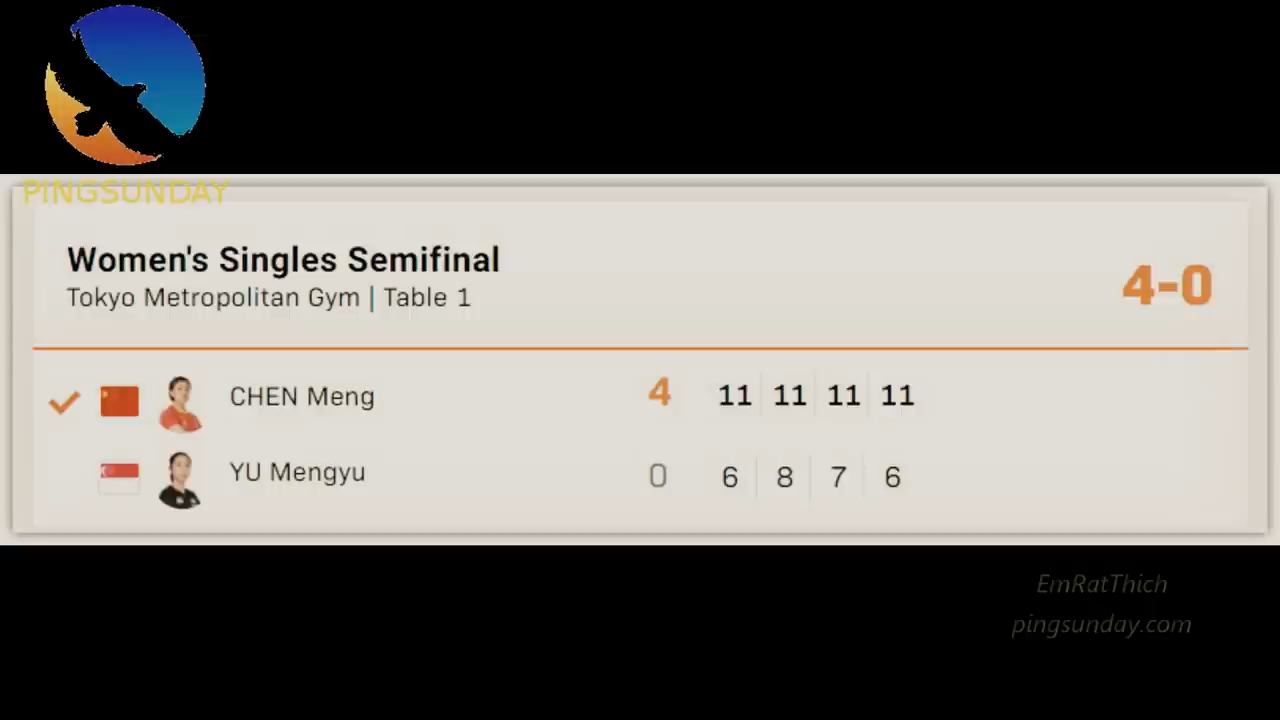 PINGSUNDAY
Women's Singles Semifinal
Tokyo Metropolitan Gym | Table 1
4-0
CHEN Meng 4 11 11 11 11
YU Mengyu 0 6 8 7 6
EmRatThich
pingsunday.com